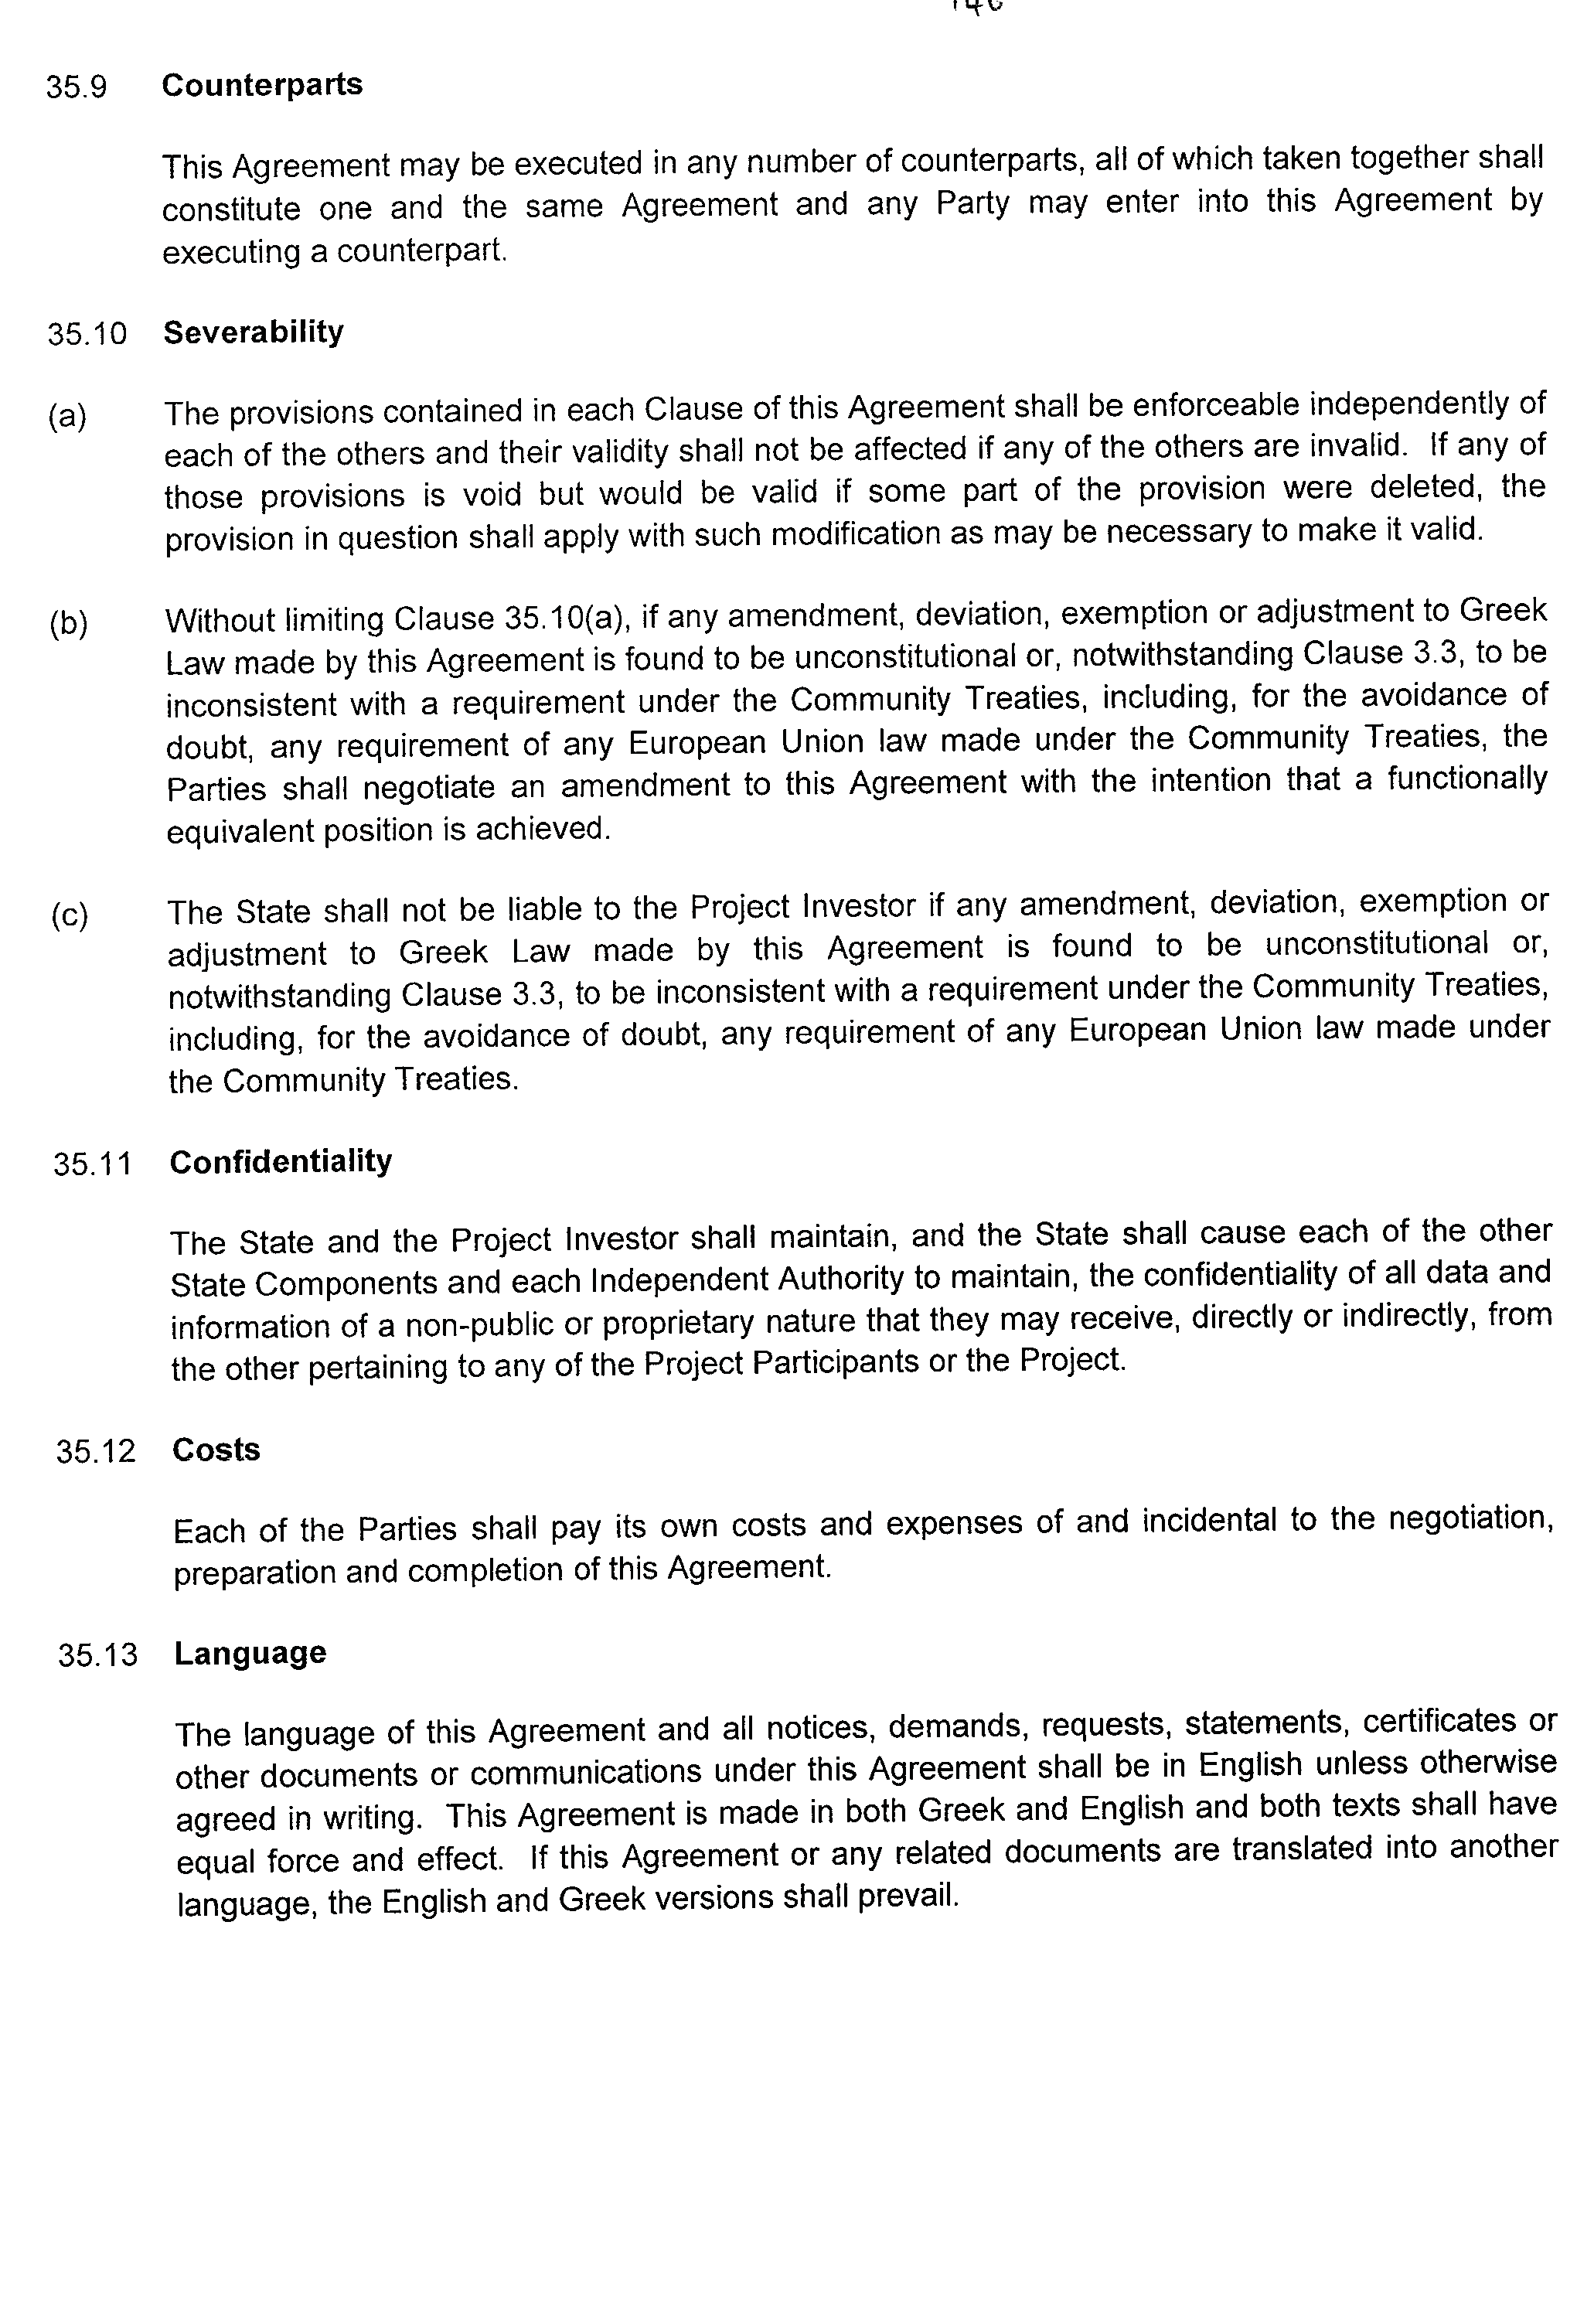 35.9 Counterparts
This Agreement may be executed in any number of counterparts, all of which taken together shall
constitute one and the same Agreement and any Party may enter into this Agreement by
executing a counterpart.
35.10 Severability
(a) The provisions contained in each Clause of this Agreement shall be enforceable independently of
each of the others and their validity shall not be affected if any of the others are invalid. If any of
those provisions is void but would be valid if some part of the provision were deleted, the
provision in question shall apply with such modification as may be necessary to make it valid.
(b) Without limiting Clause 35.10(a), if any amendment, deviation, exemption or adjustment to Greek
Law made by this Agreement is found to be unconstitutional or, notwithstanding Clause 3.3, to be
inconsistent with a requirement under the Community Treaties, including, for the avoidance of
doubt, any requirement of any European Union law made under the Community Treaties, the
Parties shall negotiate an amendment to this Agreement with the intention that a functionally
equivalent position is achieved.
(c) The State shall not be liable to the Project Investor if any amendment, deviation, exemption or
adjustment to Greek Law made by this Agreement is found to be unconstitutional or,
notwithstanding Clause 3.3, to be inconsistent with a requirement under the Community Treaties,
including, for the avoidance of doubt, any requirement of any European Union law made under
the Community Treaties.
35.11 Confidentiality
The State and the Project Investor shall maintain, and the State shall cause each of the other
State Components and each Independent Authority to maintain, the confidentiality of all data and
information of a non-public or proprietary nature that they may receive, directly or indirectly, from
the other pertaining to any of the Project Participants or the Project.
35.12 Costs
Each of the Parties shall pay its own costs and expenses of and incidental to the negotiation,
preparation and completion of this Agreement.
35.13 Language
The language of this Agreement and all notices, demands, requests, statements, certificates or
other documents or communications under this Agreement shall be in English unless otherwise
agreed in writing. This Agreement is made in both Greek and English and both texts shall have
equal force and effect. If this Agreement or any related documents are translated into another
language, the English and Greek versions shall prevail.